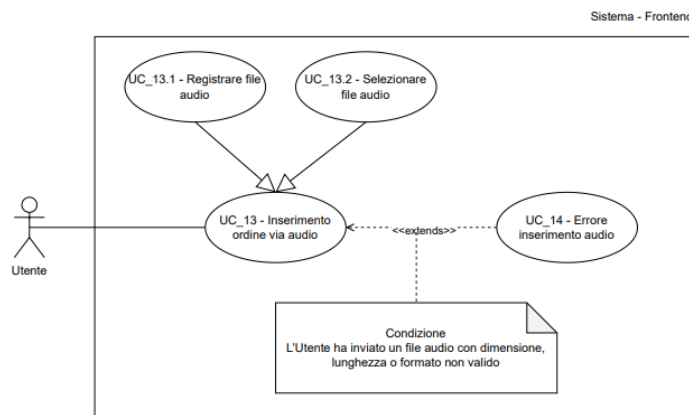 Sistema - Frontend
UC_13.1 - Registrare file
audio
UC_13.2 - Selezionare
file audio
UC_13 - Inserimento
ordine via audio
<<extends>>
UC_14 - Errore
inserimento audio
Utente
Condizione
L'Utente ha inviato un file audio con dimensione,
lunghezza o formato non valido